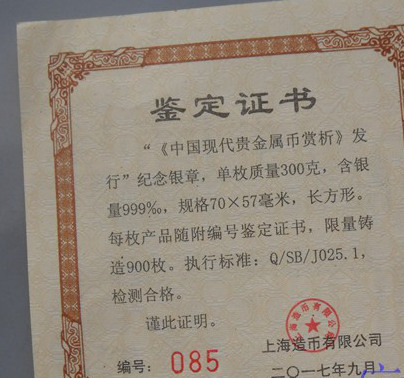 鉴定证书
“《中国现代贵金属币赏析》发
行”纪念银章，单枚质量300克，含银
量999‰，规格70×57毫米，长方形。
每枚产品随附编号鉴定证书，限量铸
造900枚。执行标准：Q/SB/J025.1，
检测合格。
谨此证明。
上海造币有限公司
编号：085
二〇一七年九月